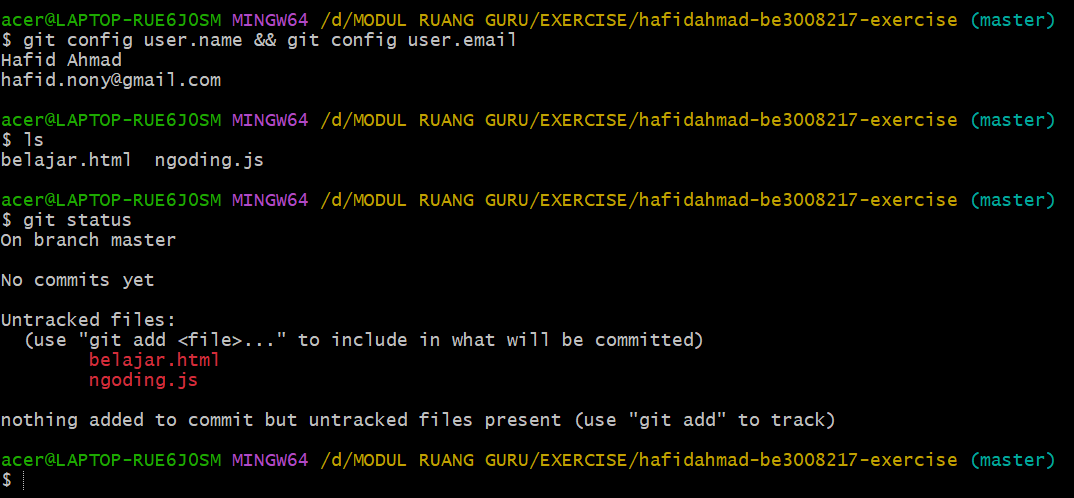 acer@LAPTOP-RUE6J0SM MINGW64 /d/MODUL RUANG GURU/EXERCISE/hafidahmad-be3008217-exercise (master)
$ git config user.name && git config user.email
Hafid Ahmad
hafid.nony@gmail.com
acer@LAPTOP-RUE6J0SM MINGW64 /d/MODUL RUANG GURU/EXERCISE/hafidahmad-be3008217-exercise (master)
$ ls
belajar.html  ngoding.js
acer@LAPTOP-RUE6J0SM MINGW64 /d/MODUL RUANG GURU/EXERCISE/hafidahmad-be3008217-exercise (master)
$ git status
On branch master
No commits yet
Untracked files:
  (use "git add <file>..." to include in what will be committed)
        belajar.html
        ngoding.js
nothing added to commit but untracked files present (use "git add" to track)
acer@LAPTOP-RUE6J0SM MINGW64 /d/MODUL RUANG GURU/EXERCISE/hafidahmad-be3008217-exercise (master)
$